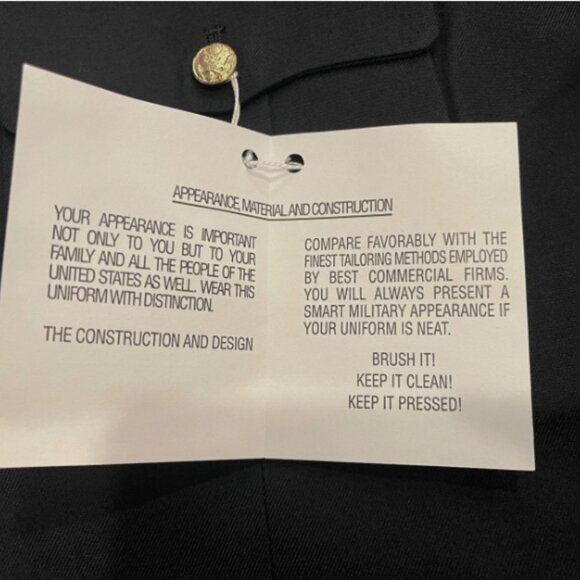 APPEARANCE, MATERIAL AND CONSTRUCTION
YOUR APPEARANCE IS IMPORTANT
NOT ONLY TO YOU BUT TO YOUR
FAMILY AND ALL THE PEOPLE OF THE
UNITED STATES AS WELL. WEAR THIS
UNIFORM WITH DISTINCTION.
THE CONSTRUCTION AND DESIGN
COMPARE FAVORABLY WITH THE
FINEST TAILORING METHODS EMPLOYED
BY BEST COMMERCIAL FIRMS.
YOU WILL ALWAYS PRESENT A
SMART MILITARY APPEARANCE IF
YOUR UNIFORM IS NEAT.
BRUSH IT!
KEEP IT CLEAN!
KEEP IT PRESSED!